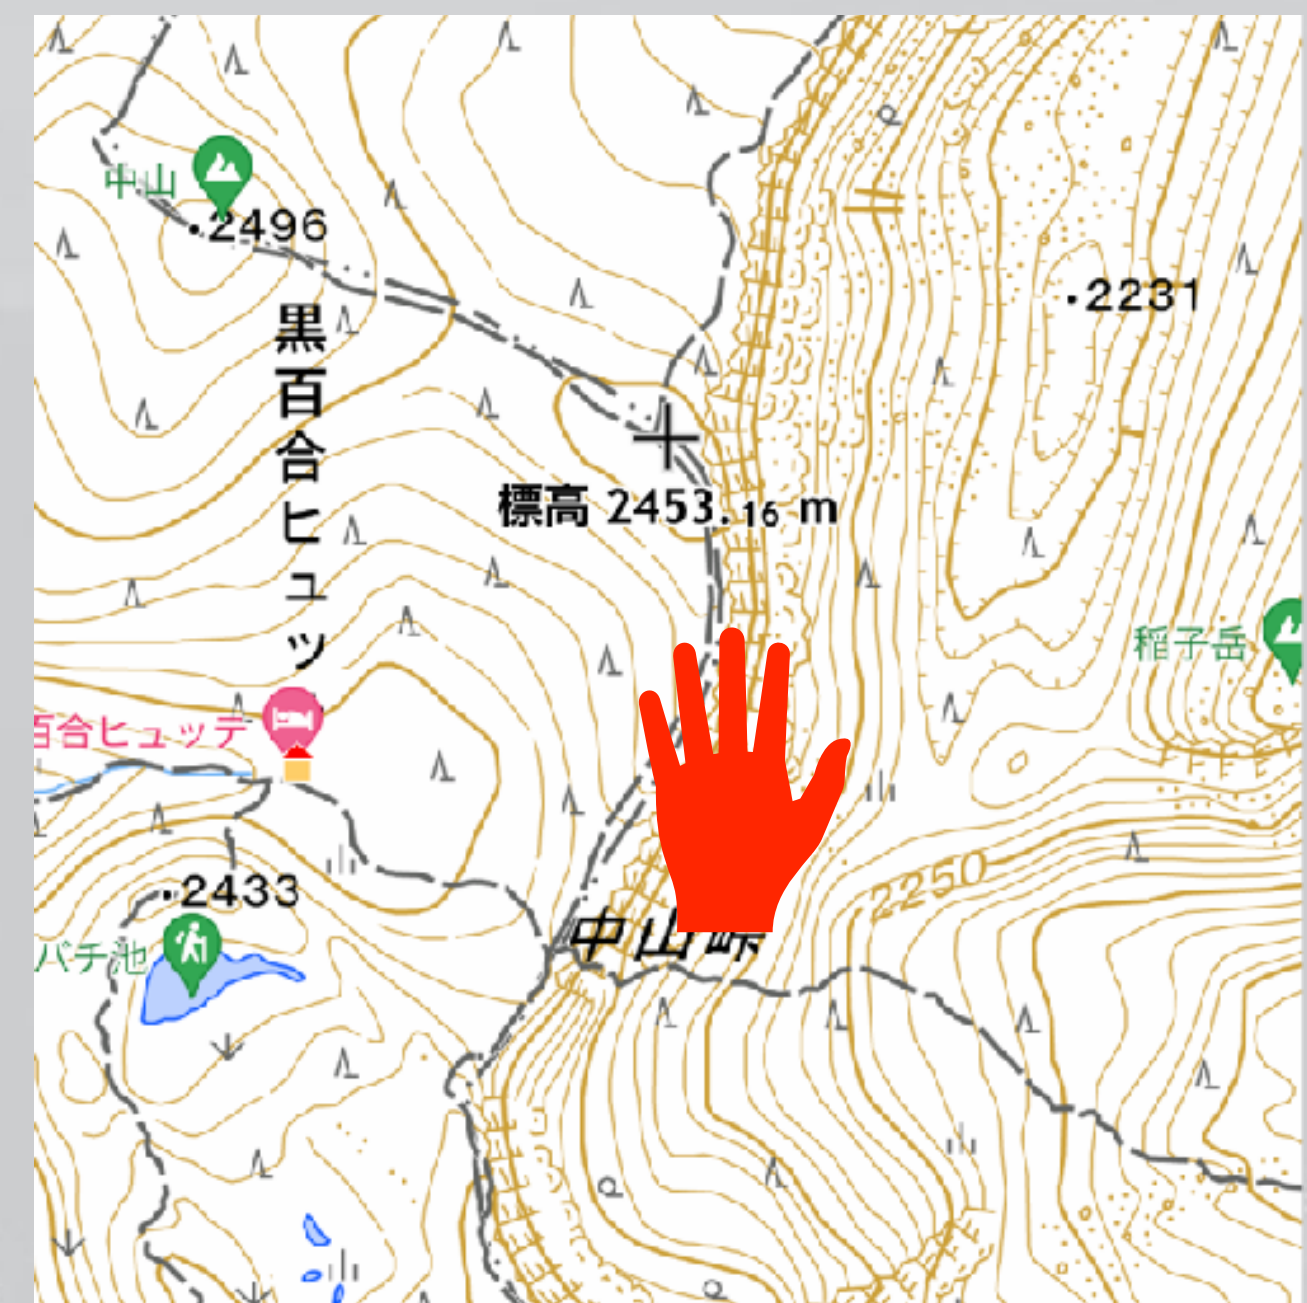 中山
.2496
.2231
黒百合ヒュッ
標高 2453.16 m
稲子岳
百合ヒュッテ
2250
.2433
中山峠
バチ池